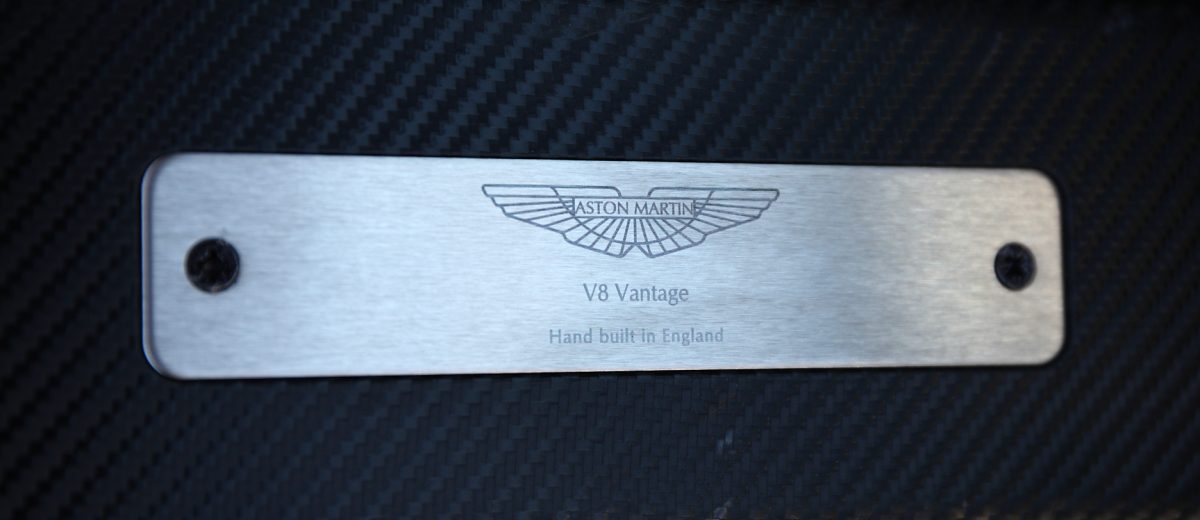 ASTON MARTIN
V8 Vantage
Hand built in England